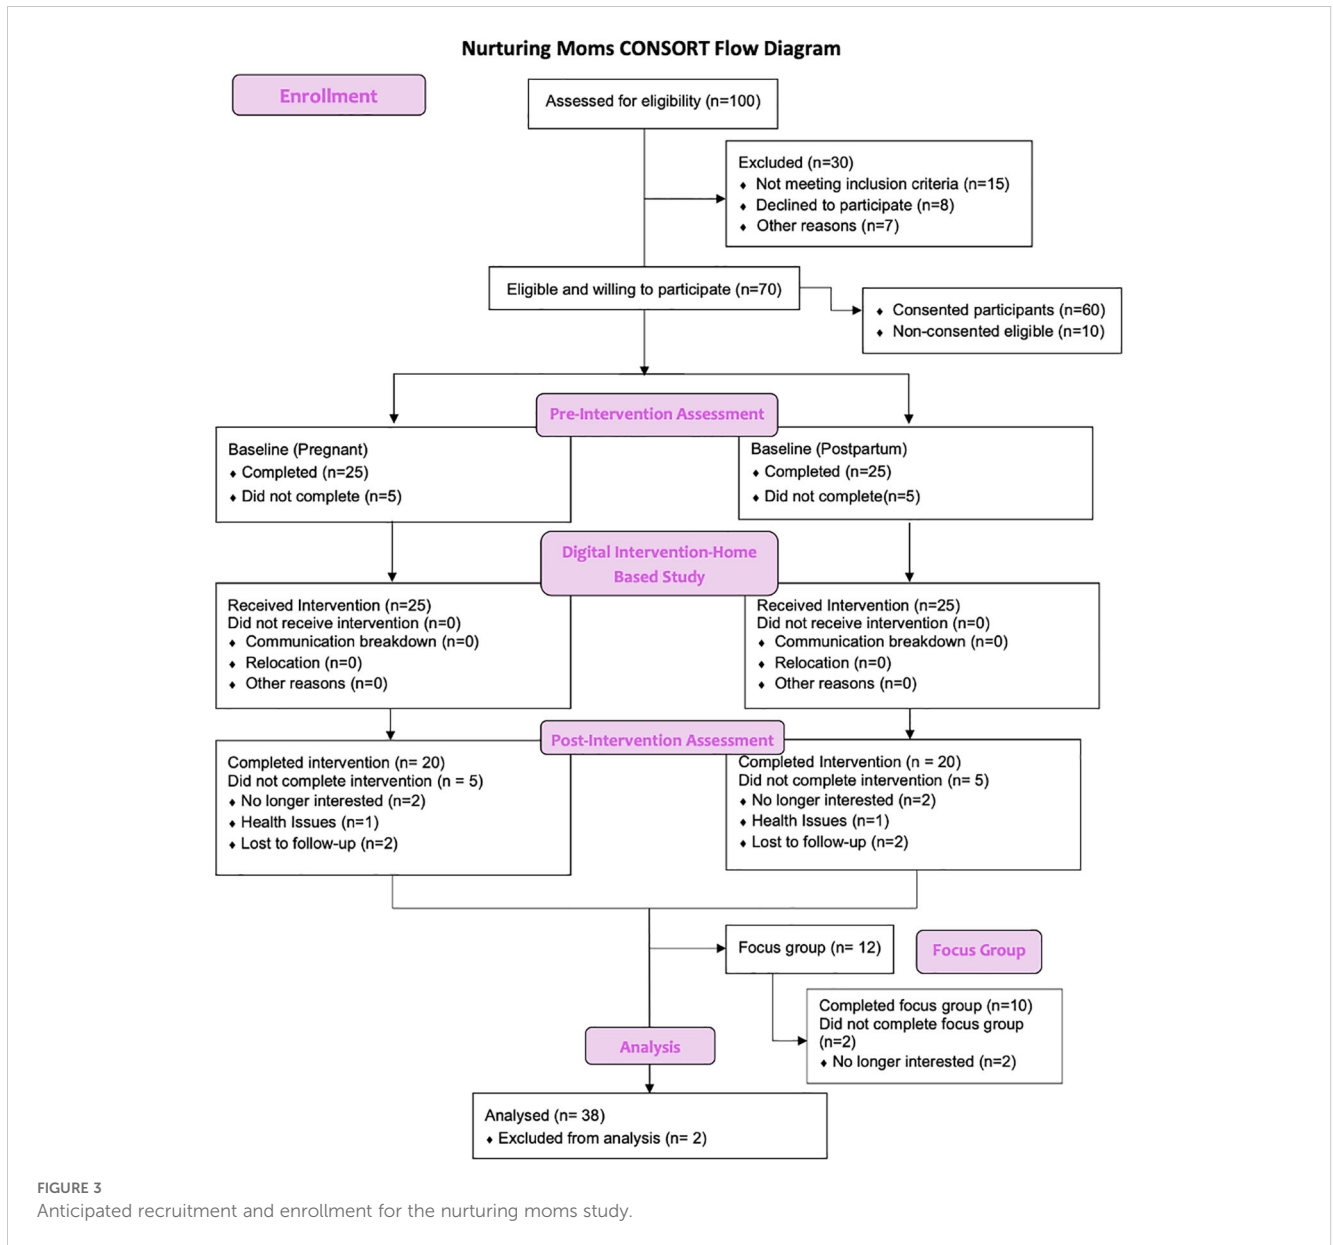 Nurturing Moms CONSORT Flow Diagram
Enrollment
Assessed for eligibility (n=100)
Excluded (n=30)
♦ Not meeting inclusion criteria (n=15)
♦ Declined to participate (n=8)
♦ Other reasons (n=7)
Eligible and willing to participate (n=70)
♦ Consented participants (n=60)
♦ Non-consented eligible (n=10)
Pre-Intervention Assessment
Baseline (Pregnant)
♦ Completed (n=25)
♦ Did not complete (n=5)
Baseline (Postpartum)
♦ Completed (n=25)
♦ Did not complete(n=5)
Digital Intervention-Home
Based Study
Received Intervention (n=25)
Did not receive intervention (n=0)
♦ Communication breakdown (n=0)
♦ Relocation (n=0)
♦ Other reasons (n=0)
Received Intervention (n=25)
Did not receive intervention (n=0)
♦ Communication breakdown (n=0)
♦ Relocation (n=0)
♦ Other reasons (n=0)
Post-Intervention Assessment
Completed intervention (n= 20)
Did not complete intervention (n = 5)
♦ No longer interested (n=2)
♦ Health Issues (n=1)
♦ Lost to follow-up (n=2)
Completed Intervention (n = 20)
Did not complete intervention (n= 5)
♦ No longer interested (n=2)
♦ Health Issues (n=1)
♦ Lost to follow-up (n=2)
Focus group (n= 12)
Focus Group
Completed focus group (n=10)
Did not complete focus group
(n=2)
♦ No longer interested (n=2)
Analysis
Analysed (n= 38)
♦ Excluded from analysis (n= 2)
FIGURE 3
Anticipated recruitment and enrollment for the nurturing moms study.